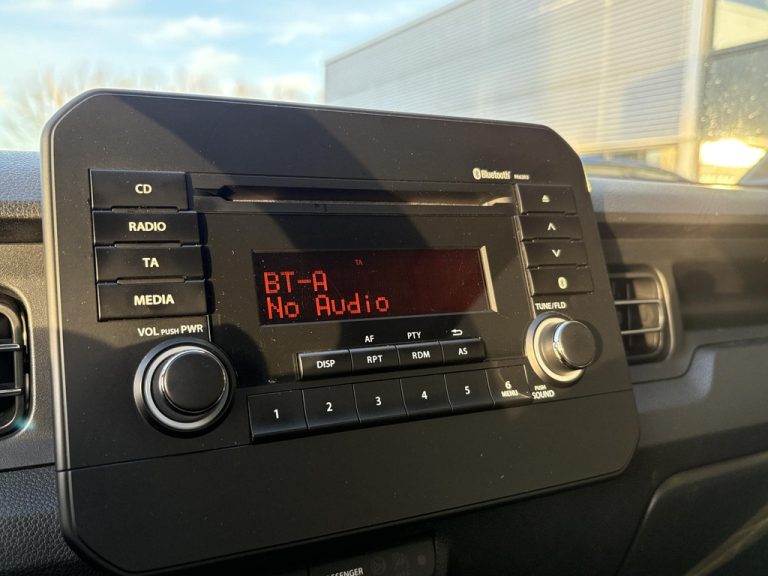 Bluetooth
CD
RADIO
TA
MEDIA
TA
BT-A
No Audio
VOL PUSH PWR
TUNE/FLD
AF PTY
DISP RPT RDM AS
1 2 3 4 5 6
MENU
PUSH
SOUND